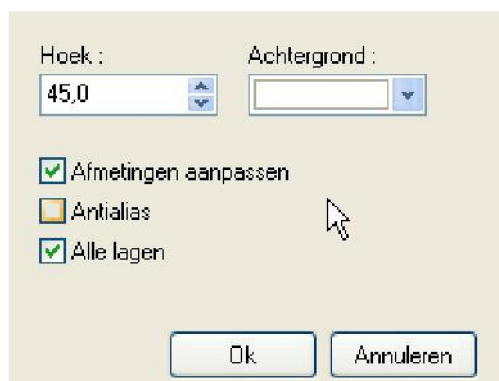 Hoek : Achtergrond :
45,0
Afmetingen aanpassen
Antialias
Alle lagen
Ok Annuleren